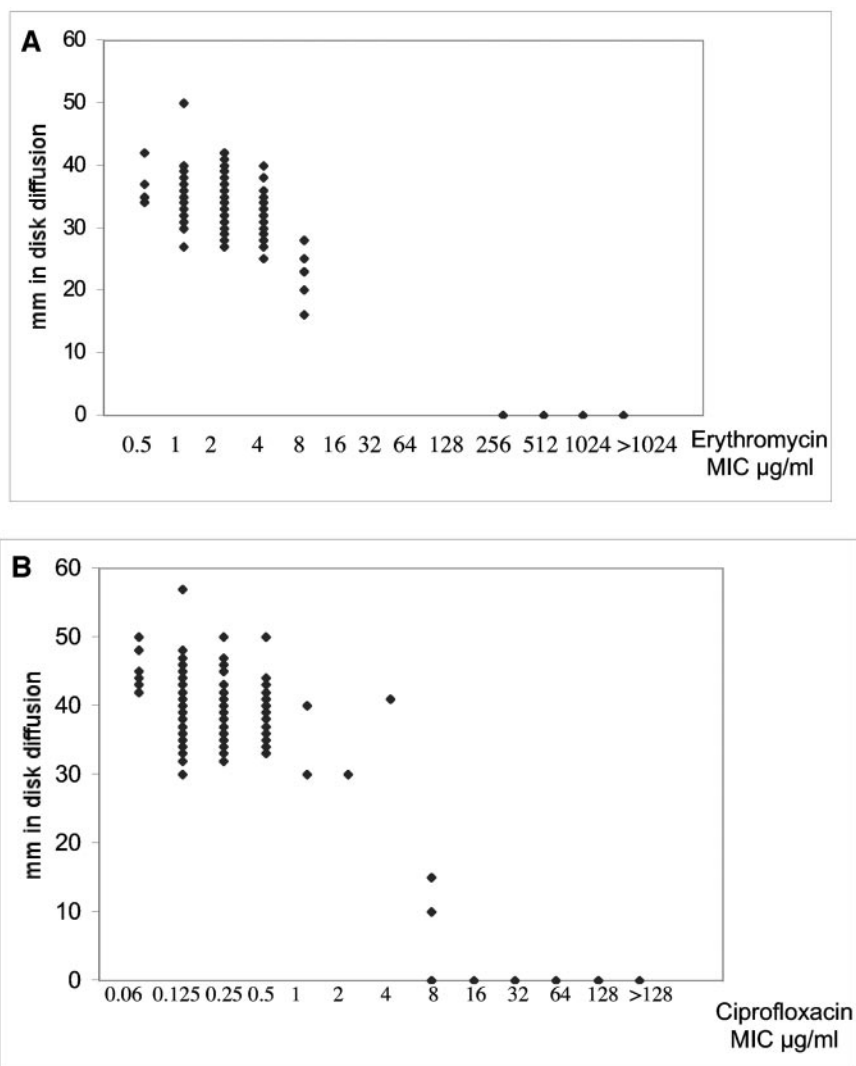 A
60
50
40
30
20
10
0
mm in disk diffusion
0.5 1 2 4 8 16 32 64 128 256 512 1024 >1024
Erythromycin
MIC µg/ml
B
60
50
40
30
20
10
0
mm in disk diffusion
0.06 0.125 0.25 0.5 1 2 4 8 16 32 64 128 >128
Ciprofloxacin
MIC µg/ml